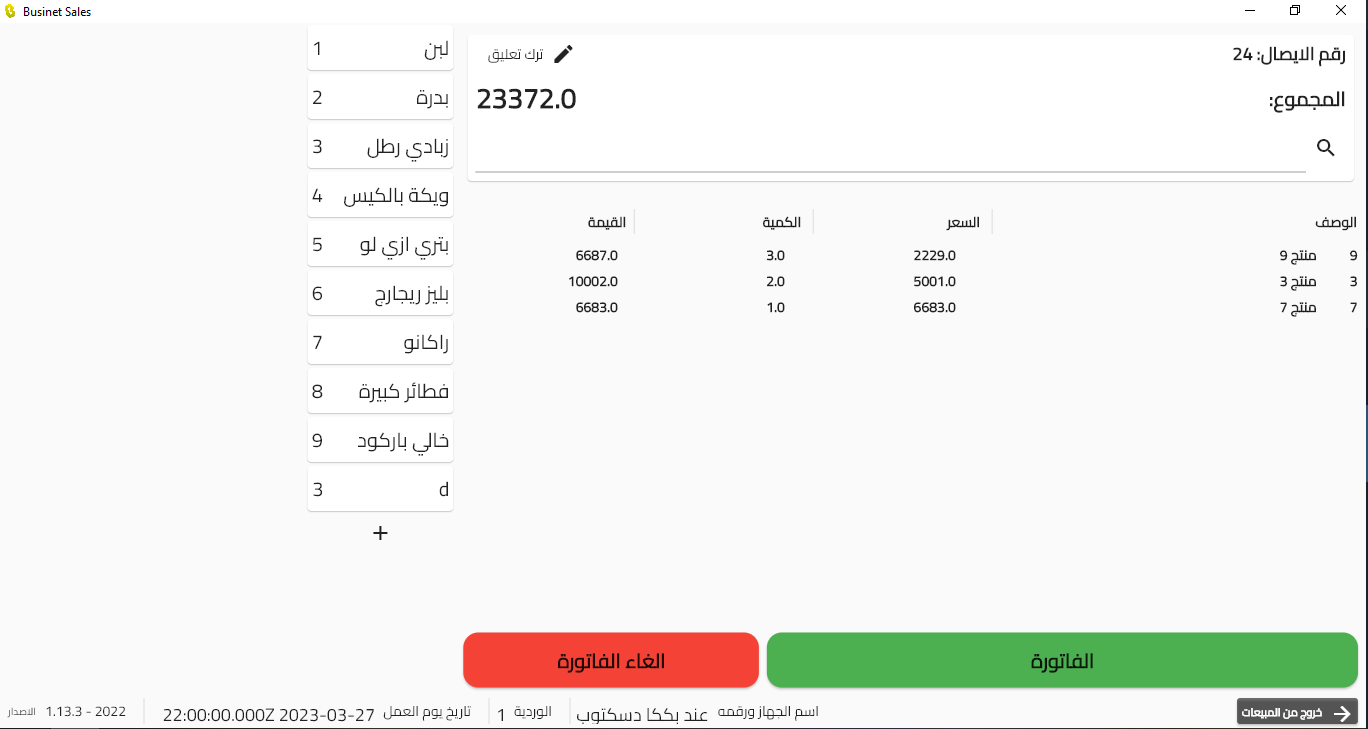 Businet Sales
رقم الايصال: 24
ترك تعليق
المجموع:
23372.0
الوصف السعر الكمية القيمة
9 منتج 9 2229.0 3.0 6687.0
3 منتج 3 5001.0 2.0 10002.0
7 منتج 7 6683.0 1.0 6683.0
لبن 1
بدرة 2
زبادي رطل 3
ويكة بالكيس 4
بتري ازي لو 5
بليز ريجارج 6
راكانو 7
فطائر كبيرة 8
خالي باركود 9
d 3
+
الفاتورة
الغاء الفاتورة
خروج من المبيعات
اسم الجهاز ورقمه عند بككا دسكتوب
الوردية 1
تاريخ يوم العمل 22:00:00.000Z 2023-03-27
1.13.3 - 2022 الاصدار